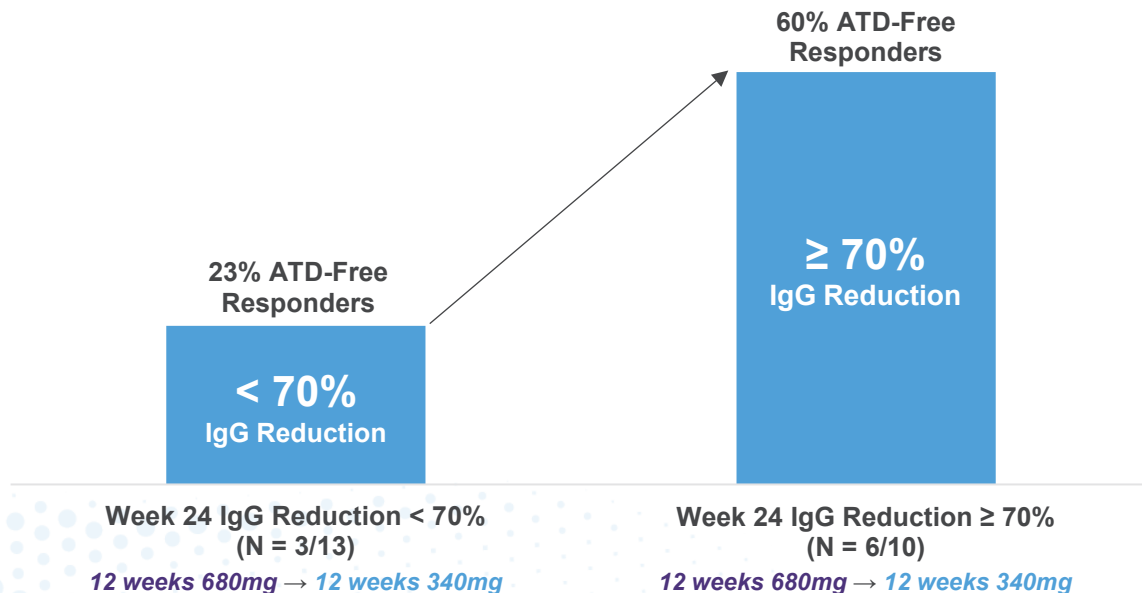 60% ATD-Free
Responders
23% ATD-Free
Responders
≥ 70%
IgG Reduction
< 70%
IgG Reduction
Week 24 IgG Reduction < 70%
(N = 3/13)
12 weeks 680mg → 12 weeks 340mg
Week 24 IgG Reduction ≥ 70%
(N = 6/10)
12 weeks 680mg → 12 weeks 340mg